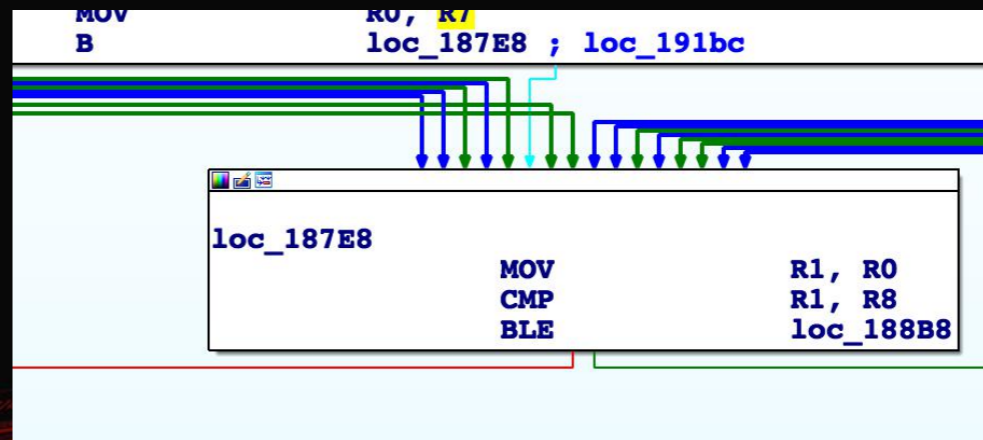 MOV R0, R7
B loc_187E8 ; loc_191bc
loc_187E8
MOV R1, R0
CMP R1, R8
BLE loc_188B8